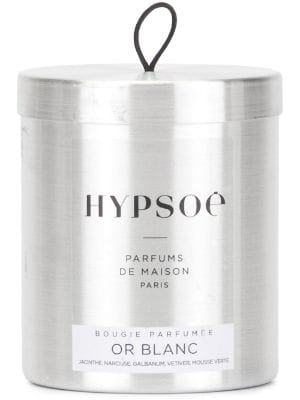 HYPSOé
PARFUMS
DE MAISON
PARIS
BOUGIE PARFUMÉE
OR BLANC
JACINTHE, NARCISSE, GALBANUM, VETIVER, MOUSSE VERTE